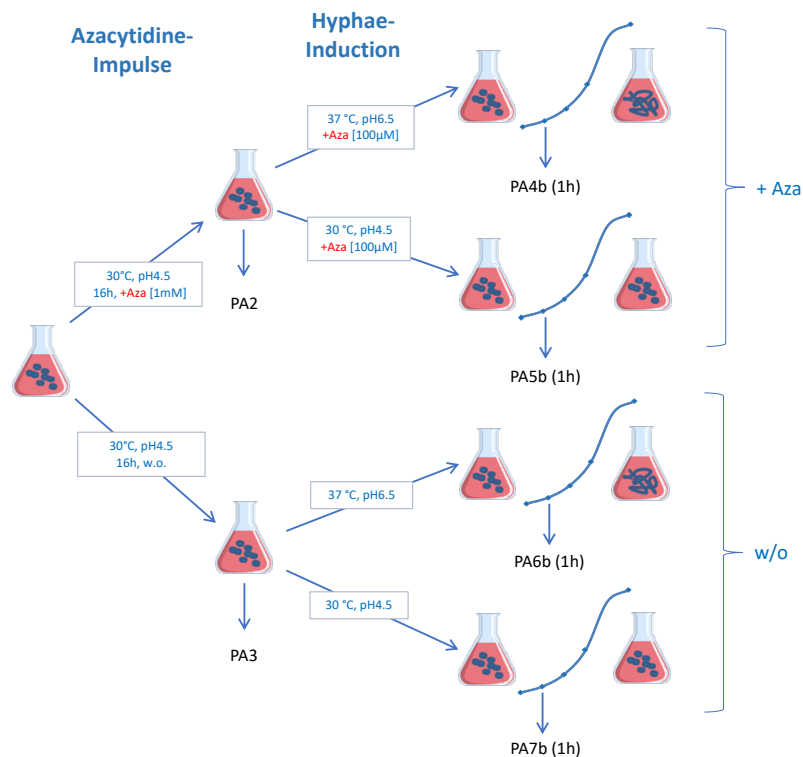 Azacytidine-
Impulse
Hyphae-
Induction
37 °C, pH6.5
+Aza [100µM]
PA4b (1h)
+ Aza
30°C, pH4.5
16h, +Aza [1mM]
PA2
30 °C, pH4.5
+Aza [100µM]
PA5b (1h)
30°C, pH4.5
16h, w.o.
PA3
37 °C, pH6.5
PA6b (1h)
w/o
30 °C, pH4.5
PA7b (1h)